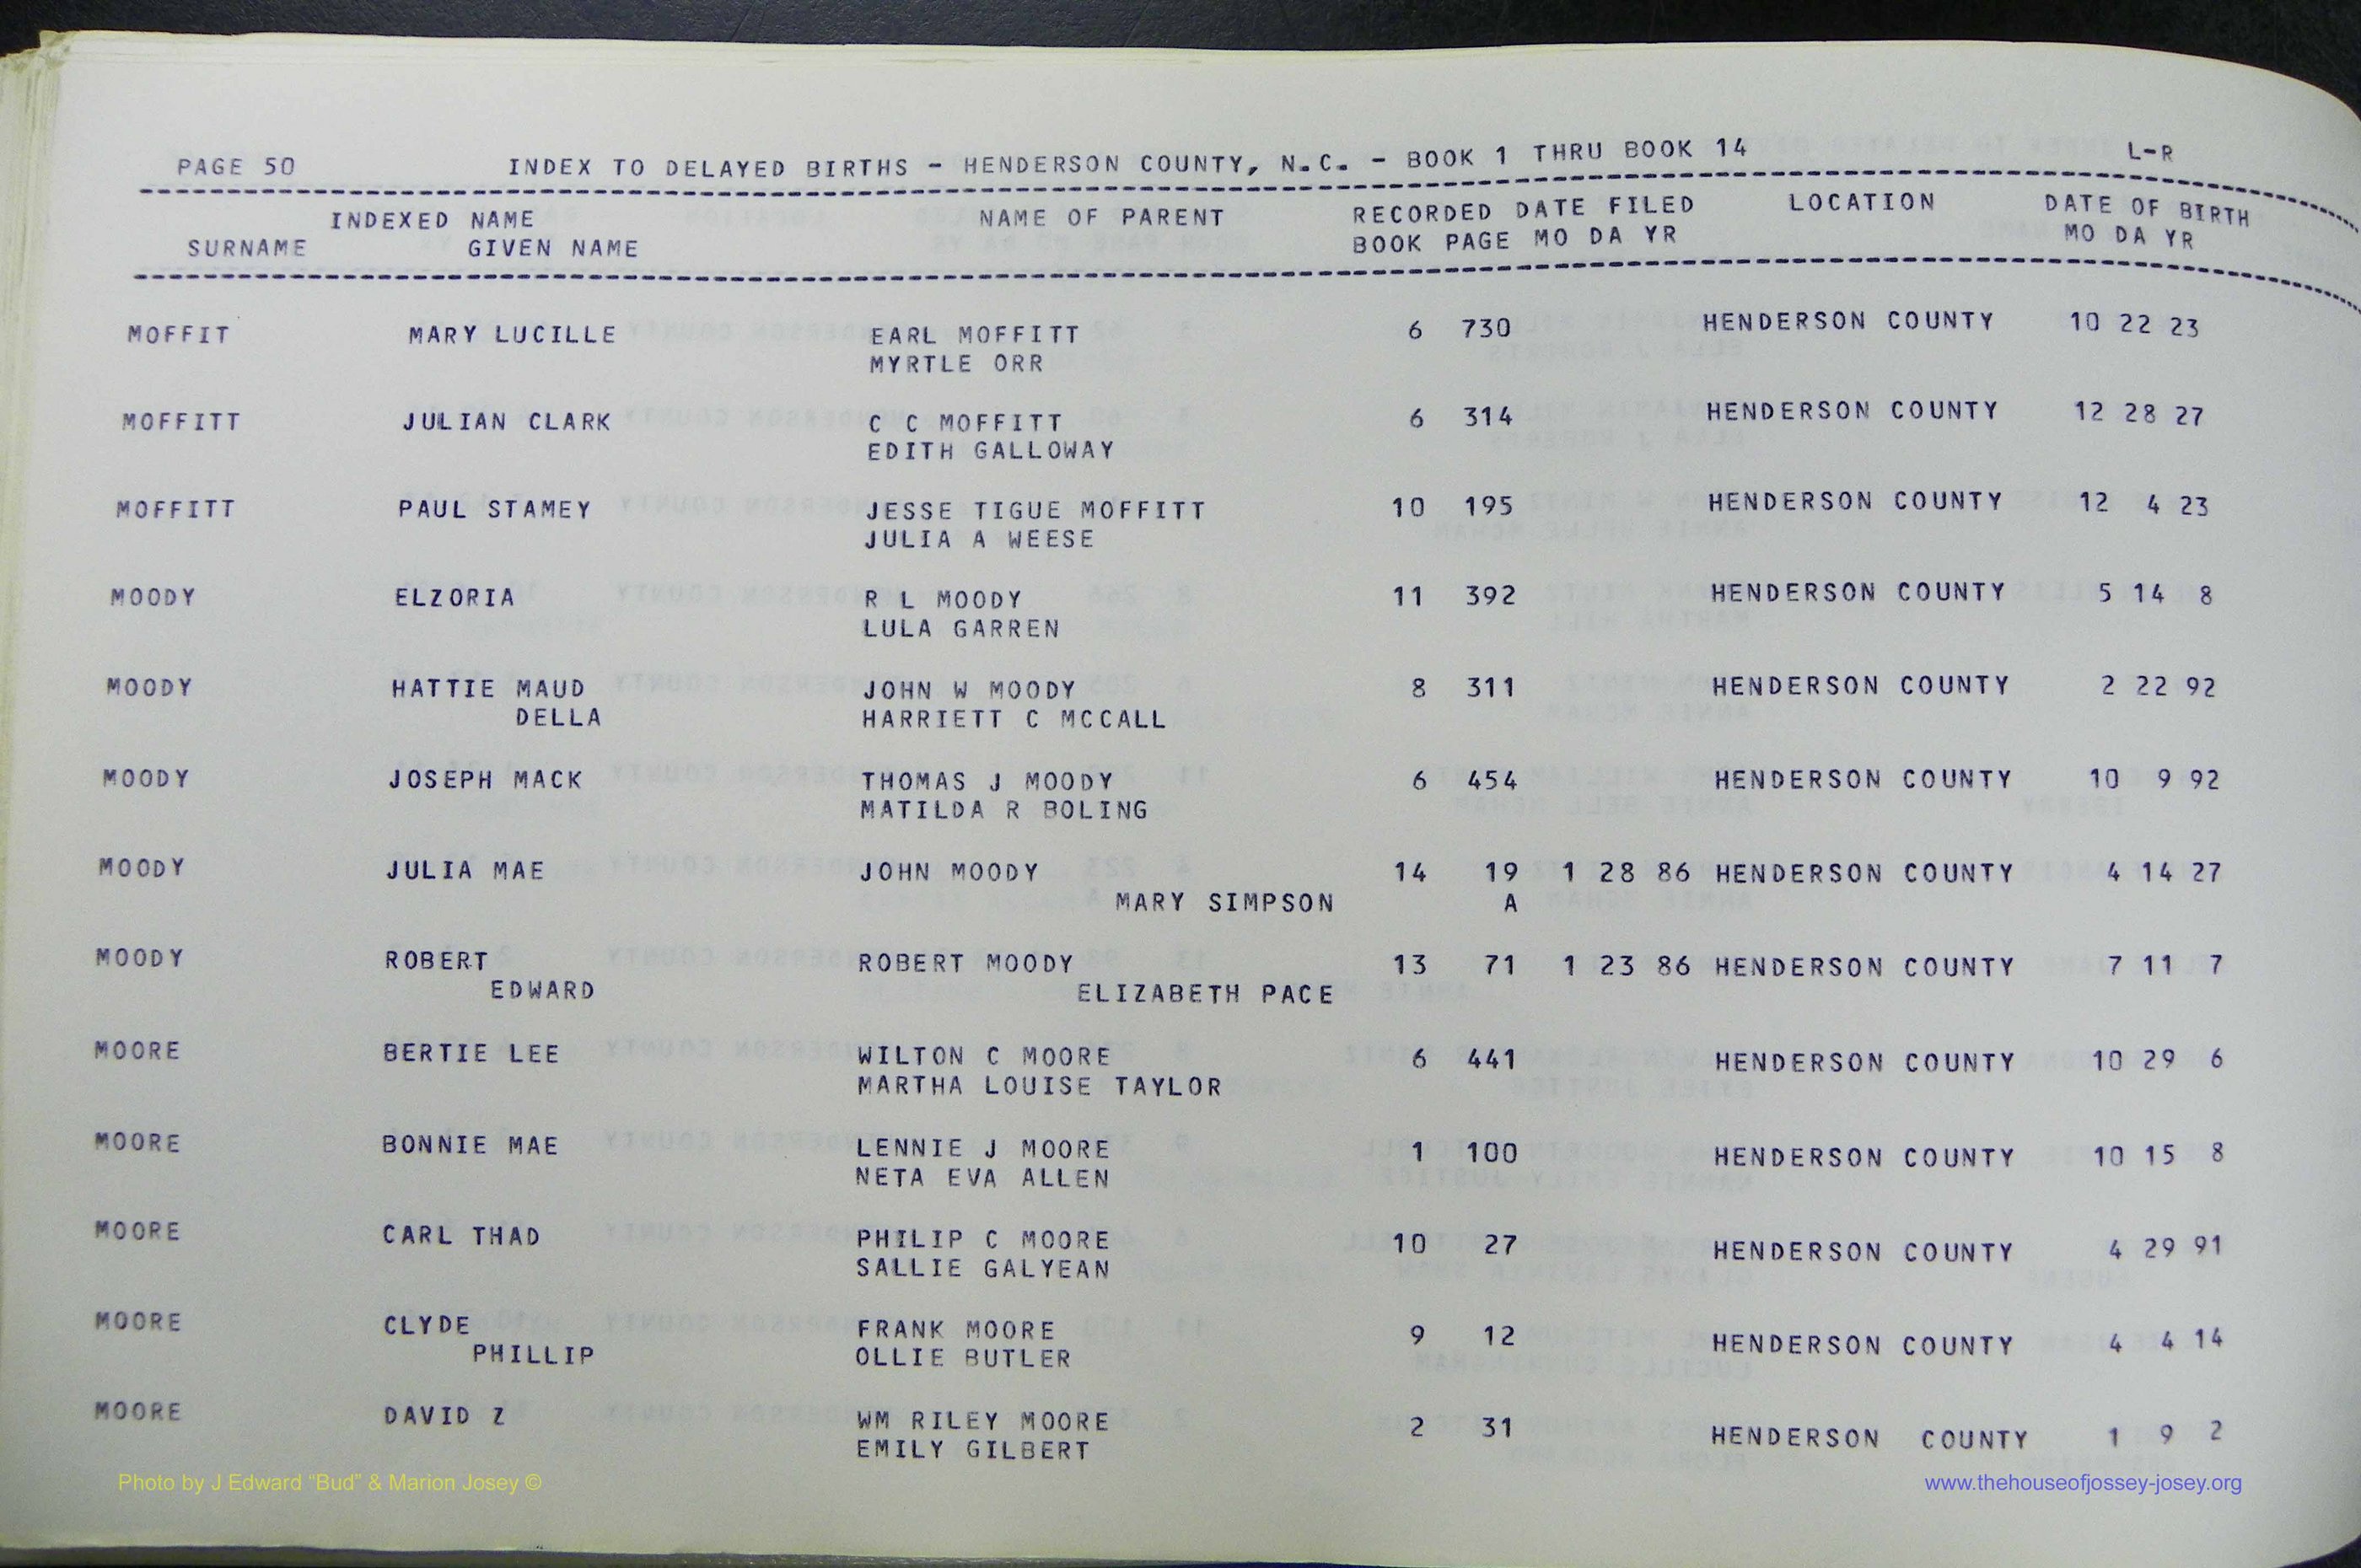 PAGE 50 INDEX TO DELAYED BIRTHS - HENDERSON COUNTY, N.C. - BOOK 1 THRU BOOK 14 L-R
INDEXED NAME NAME OF PARENT RECORDED DATE FILED LOCATION DATE OF BIRTH
SURNAME GIVEN NAME BOOK PAGE MO DA YR MO DA YR
MOFFIT MARY LUCILLE EARL MOFFITT 6 730 HENDERSON COUNTY 10 22 23
MYRTLE ORR
MOFFITT JULIAN CLARK C C MOFFITT 6 314 HENDERSON COUNTY 12 28 27
EDITH GALLOWAY
MOFFITT PAUL STAMEY JESSE TIGUE MOFFITT 10 195 HENDERSON COUNTY 12 4 23
JULIA A WEESE
MOODY ELZORIA R L MOODY 11 392 HENDERSON COUNTY 5 14 8
LULA GARREN
MOODY HATTIE MAUD JOHN W MOODY 8 311 HENDERSON COUNTY 2 22 92
DELLA HARRIETT C MCCALL
MOODY JOSEPH MACK THOMAS J MOODY 6 454 HENDERSON COUNTY 10 9 92
MATILDA R BOLING
MOODY JULIA MAE JOHN MOODY 14 19 1 28 86 HENDERSON COUNTY 4 14 27
MARY SIMPSON A
MOODY ROBERT ROBERT MOODY 13 71 1 23 86 HENDERSON COUNTY 7 11 7
EDWARD ELIZABETH PACE
MOORE BERTIE LEE WILTON C MOORE 6 441 HENDERSON COUNTY 10 29 6
MARTHA LOUISE TAYLOR
MOORE BONNIE MAE LENNIE J MOORE 1 100 HENDERSON COUNTY 10 15 8
NETA EVA ALLEN
MOORE CARL THAD PHILIP C MOORE 10 27 HENDERSON COUNTY 4 29 91
SALLIE GALYEAN
MOORE CLYDE FRANK MOORE 9 12 HENDERSON COUNTY 4 4 14
PHILLIP OLLIE BUTLER
MOORE DAVID Z WM RILEY MOORE 2 31 HENDERSON COUNTY 1 9 2
EMILY GILBERT
Photo by J Edward “Bud” & Marion Josey © www.thehouseofjossey-josey.org